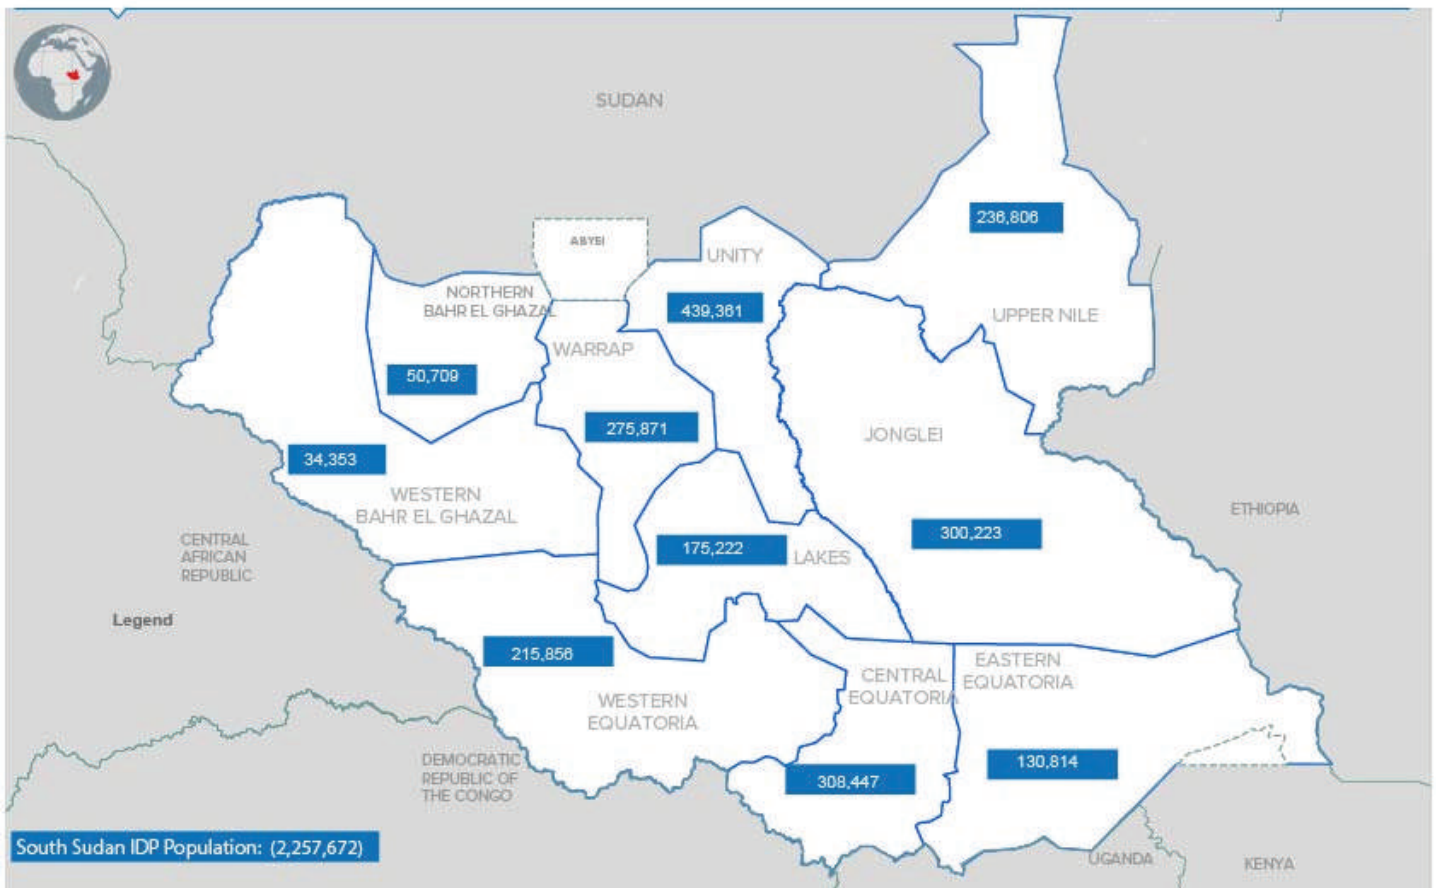 SUDAN
236,806
ABYEI
UNITY
NORTHERN
BAHR EL GHAZAL
439,361
UPPER NILE
WARRAP
50,709
275,871
JONGLEI
34,353
WESTERN
BAHR EL GHAZAL
ETHIOPIA
300,223
CENTRAL
AFRICAN
REPUBLIC
175,222
LAKES
Legend
215,856
EASTERN
EQUATORIA
CENTRAL
EQUATORIA
WESTERN
EQUATORIA
DEMOCRATIC
REPUBLIC OF
THE CONGO
130,814
308,447
South Sudan IDP Population: (2,257,672)
UGANDA
KENYA